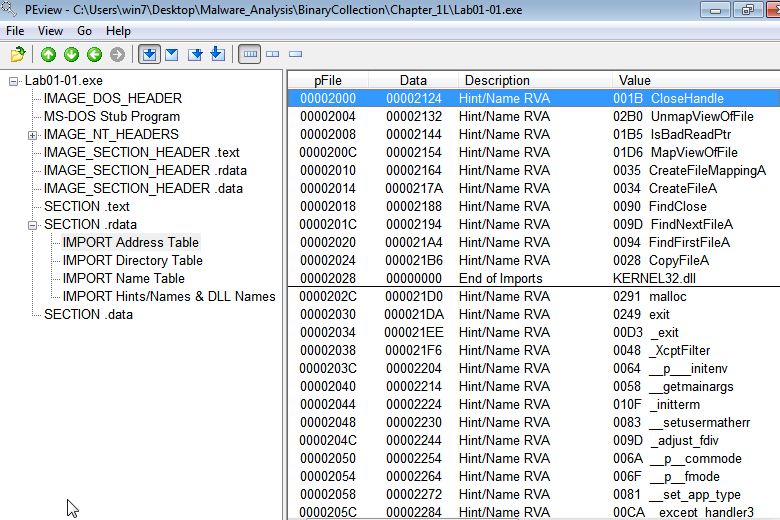 PEview - C:\Users\win7\Desktop\Malware_Analysis\BinaryCollection\Chapter_1L\Lab01-01.exe
File View Go Help
Lab01-01.exe
IMAGE_DOS_HEADER
MS-DOS Stub Program
IMAGE_NT_HEADERS
IMAGE_SECTION_HEADER .text
IMAGE_SECTION_HEADER .rdata
IMAGE_SECTION_HEADER .data
SECTION .text
SECTION .rdata
IMPORT Address Table
IMPORT Directory Table
IMPORT Name Table
IMPORT Hints/Names & DLL Names
SECTION .data
pFile Data Description Value
00002000 00002124 Hint/Name RVA 001B CloseHandle
00002004 00002132 Hint/Name RVA 02B0 UnmapViewOfFile
00002008 00002144 Hint/Name RVA 01B5 IsBadReadPtr
0000200C 00002154 Hint/Name RVA 01D6 MapViewOfFile
00002010 00002164 Hint/Name RVA 0035 CreateFileMappingA
00002014 0000217A Hint/Name RVA 0034 CreateFileA
00002018 00002188 Hint/Name RVA 0090 FindClose
0000201C 00002194 Hint/Name RVA 009D FindNextFileA
00002020 000021A4 Hint/Name RVA 0094 FindFirstFileA
00002024 000021B6 Hint/Name RVA 0028 CopyFileA
00002028 00000000 End of Imports KERNEL32.dll
0000202C 000021D0 Hint/Name RVA 0291 malloc
00002030 000021DA Hint/Name RVA 0249 exit
00002034 000021EE Hint/Name RVA 00D3 _exit
00002038 000021F6 Hint/Name RVA 0048 _XcptFilter
0000203C 00002204 Hint/Name RVA 0064 __p___initenv
00002040 00002214 Hint/Name RVA 0058 __getmainargs
00002044 00002224 Hint/Name RVA 010F _initterm
00002048 00002230 Hint/Name RVA 0083 __setusermatherr
0000204C 00002244 Hint/Name RVA 009D _adjust_fdiv
00002050 00002254 Hint/Name RVA 006A __p__commode
00002054 00002264 Hint/Name RVA 006F __p__fmode
00002058 00002272 Hint/Name RVA 0081 __set_app_type
0000205C 00002284 Hint/Name RVA 00CA _except_handler3